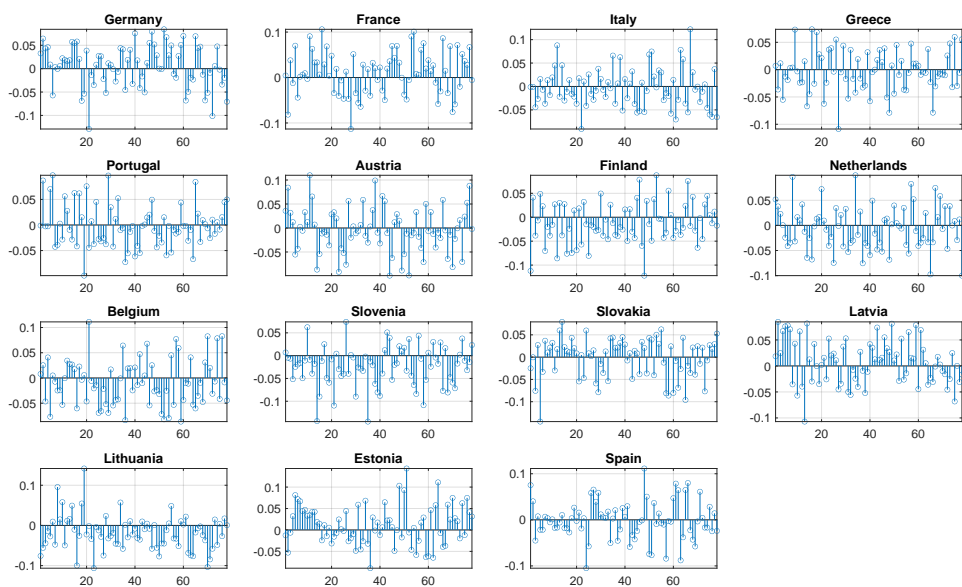 Germany France Italy Greece
0.05 0 -0.05 -0.1 20 40 60
0.1 0 -0.1 20 40 60
0.1 0.05 0 -0.05 20 40 60
0.05 0 -0.05 -0.1 20 40 60
Portugal Austria Finland Netherlands
0.05 0 -0.05 20 40 60
0.1 0.05 0 -0.05 20 40 60
0.05 0 -0.05 -0.1 20 40 60
0.05 0 -0.05 -0.1 20 40 60
Belgium Slovenia Slovakia Latvia
0.1 0.05 0 -0.05 20 40 60
0.05 0 -0.05 -0.1 20 40 60
0.05 0 -0.05 -0.1 20 40 60
0.05 0 -0.05 -0.1 20 40 60
Lithuania Estonia Spain
0.1 0 -0.1 20 40 60
0.1 0.05 0 -0.05 20 40 60
0.1 0 -0.1 20 40 60